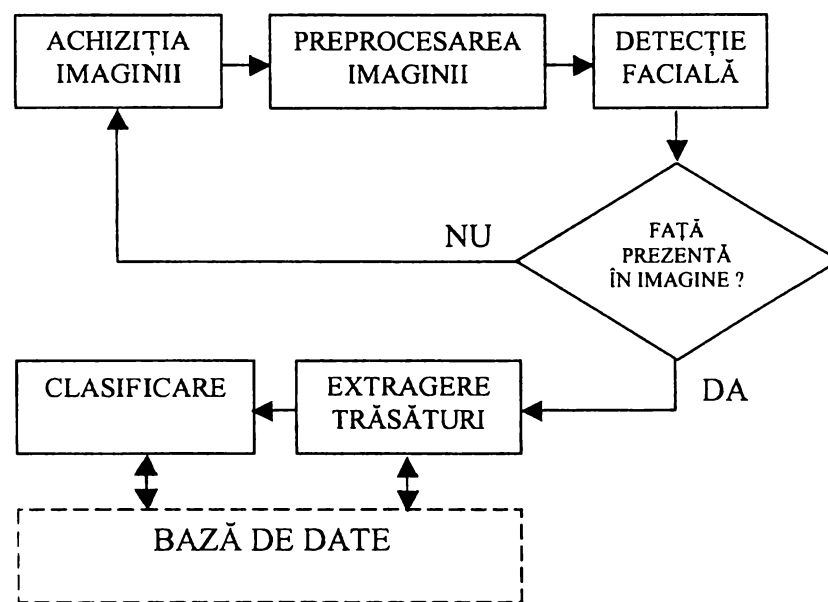 ACHIZIȚIA
IMAGINII
PREPROCESAREA
IMAGINII
DETECȚIE
FACIALĂ
FAȚĂ
PREZENTĂ
ÎN IMAGINE ?
NU
DA
EXTRAGERE
TRĂSĂTURI
CLASIFICARE
BAZĂ DE DATE